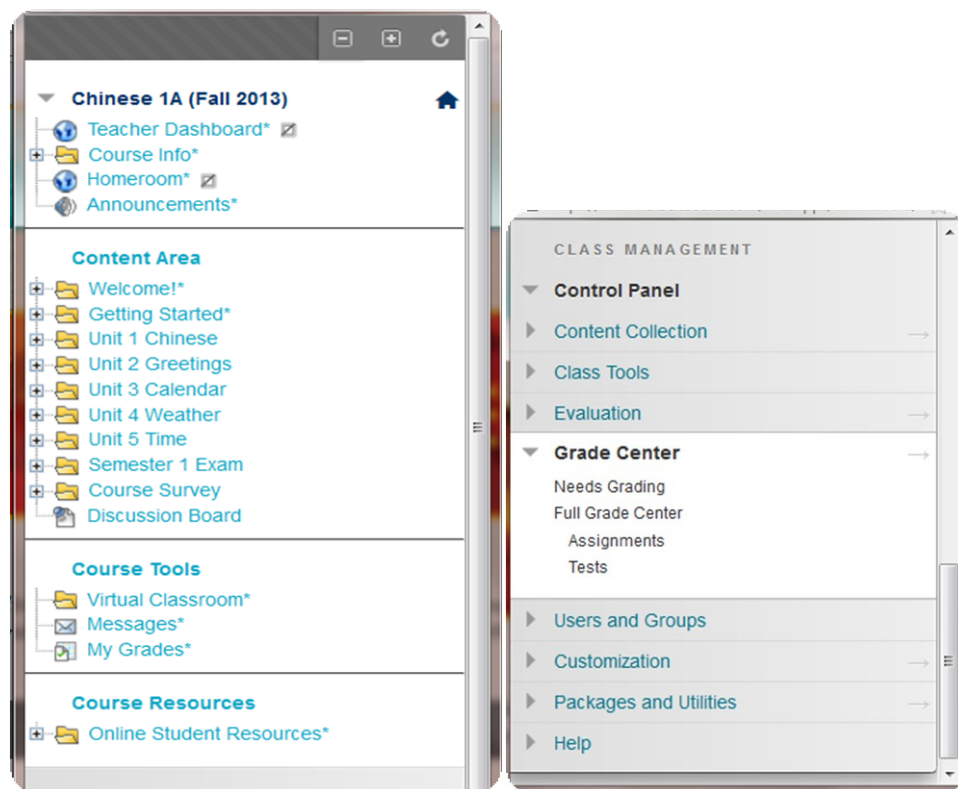 Chinese 1A (Fall 2013)
Teacher Dashboard*
Course Info*
Homeroom*
Announcements*
Content Area
Welcome!*
Getting Started*
Unit 1 Chinese
Unit 2 Greetings
Unit 3 Calendar
Unit 4 Weather
Unit 5 Time
Semester 1 Exam
Course Survey
Discussion Board
Course Tools
Virtual Classroom*
Messages*
My Grades*
Course Resources
Online Student Resources*
CLASS MANAGEMENT
Control Panel
Content Collection
Class Tools
Evaluation
Grade Center
Needs Grading
Full Grade Center
Assignments
Tests
Users and Groups
Customization
Packages and Utilities
Help